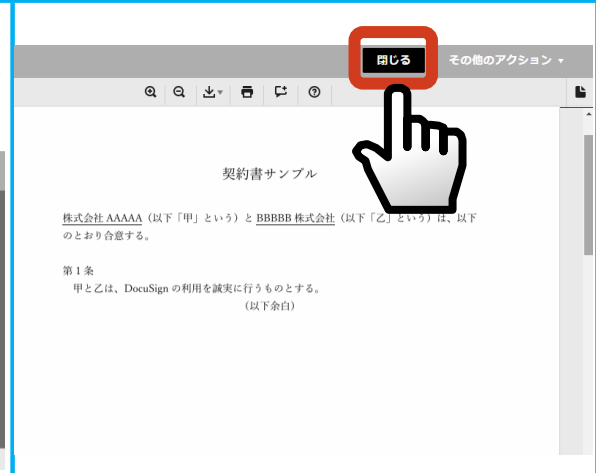 閉じる
その他のアクション
契約書サンプル
株式会社 AAAAA（以下「甲」という）と BBBBB 株式会社（以下「乙」という）は、以下
のとおり合意する。
第 1 条
甲と乙は、DocuSign の利用を誠実に行うものとする。
（以下余白）